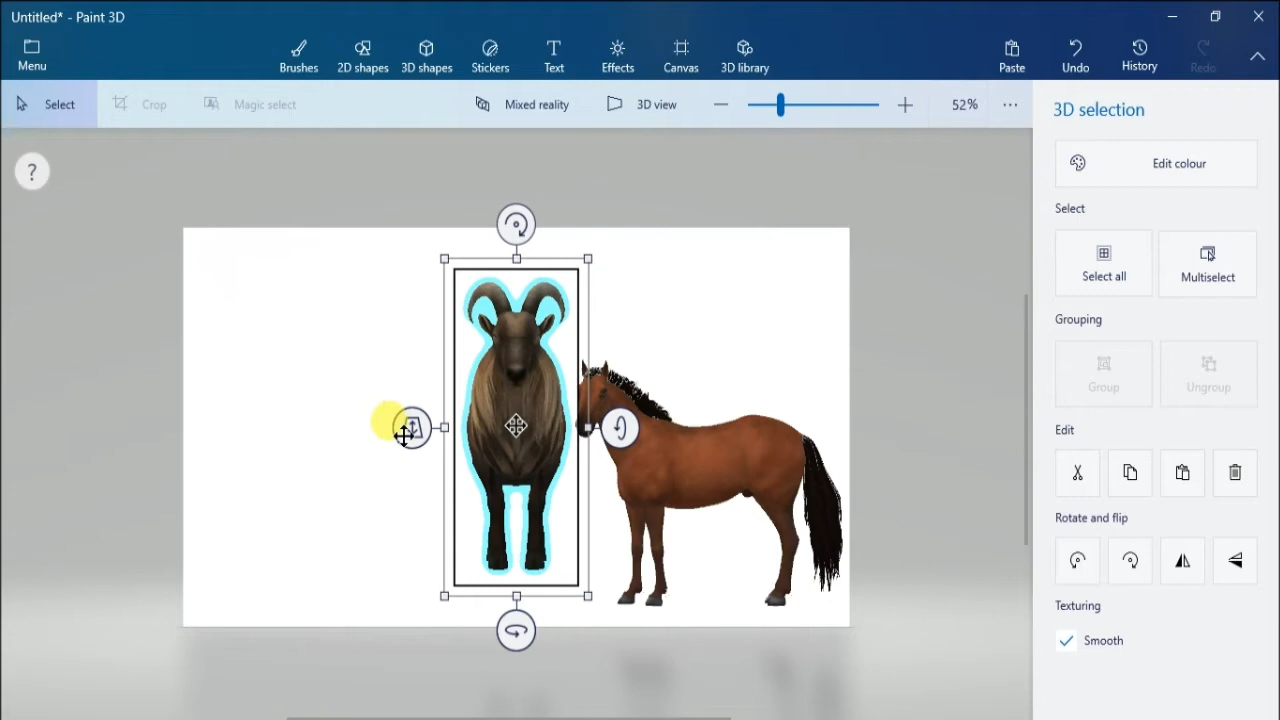 Untitled* - Paint 3D
Menu
Brushes
2D shapes
3D shapes
Stickers
Text
Effects
Canvas
3D library
Paste
Undo
History
Redo
Select
Crop
Magic select
Mixed reality
3D view
52%
?
3D selection
Edit colour
Select
Select all
Multiselect
Grouping
Group
Ungroup
Edit
Rotate and flip
Texturing
Smooth